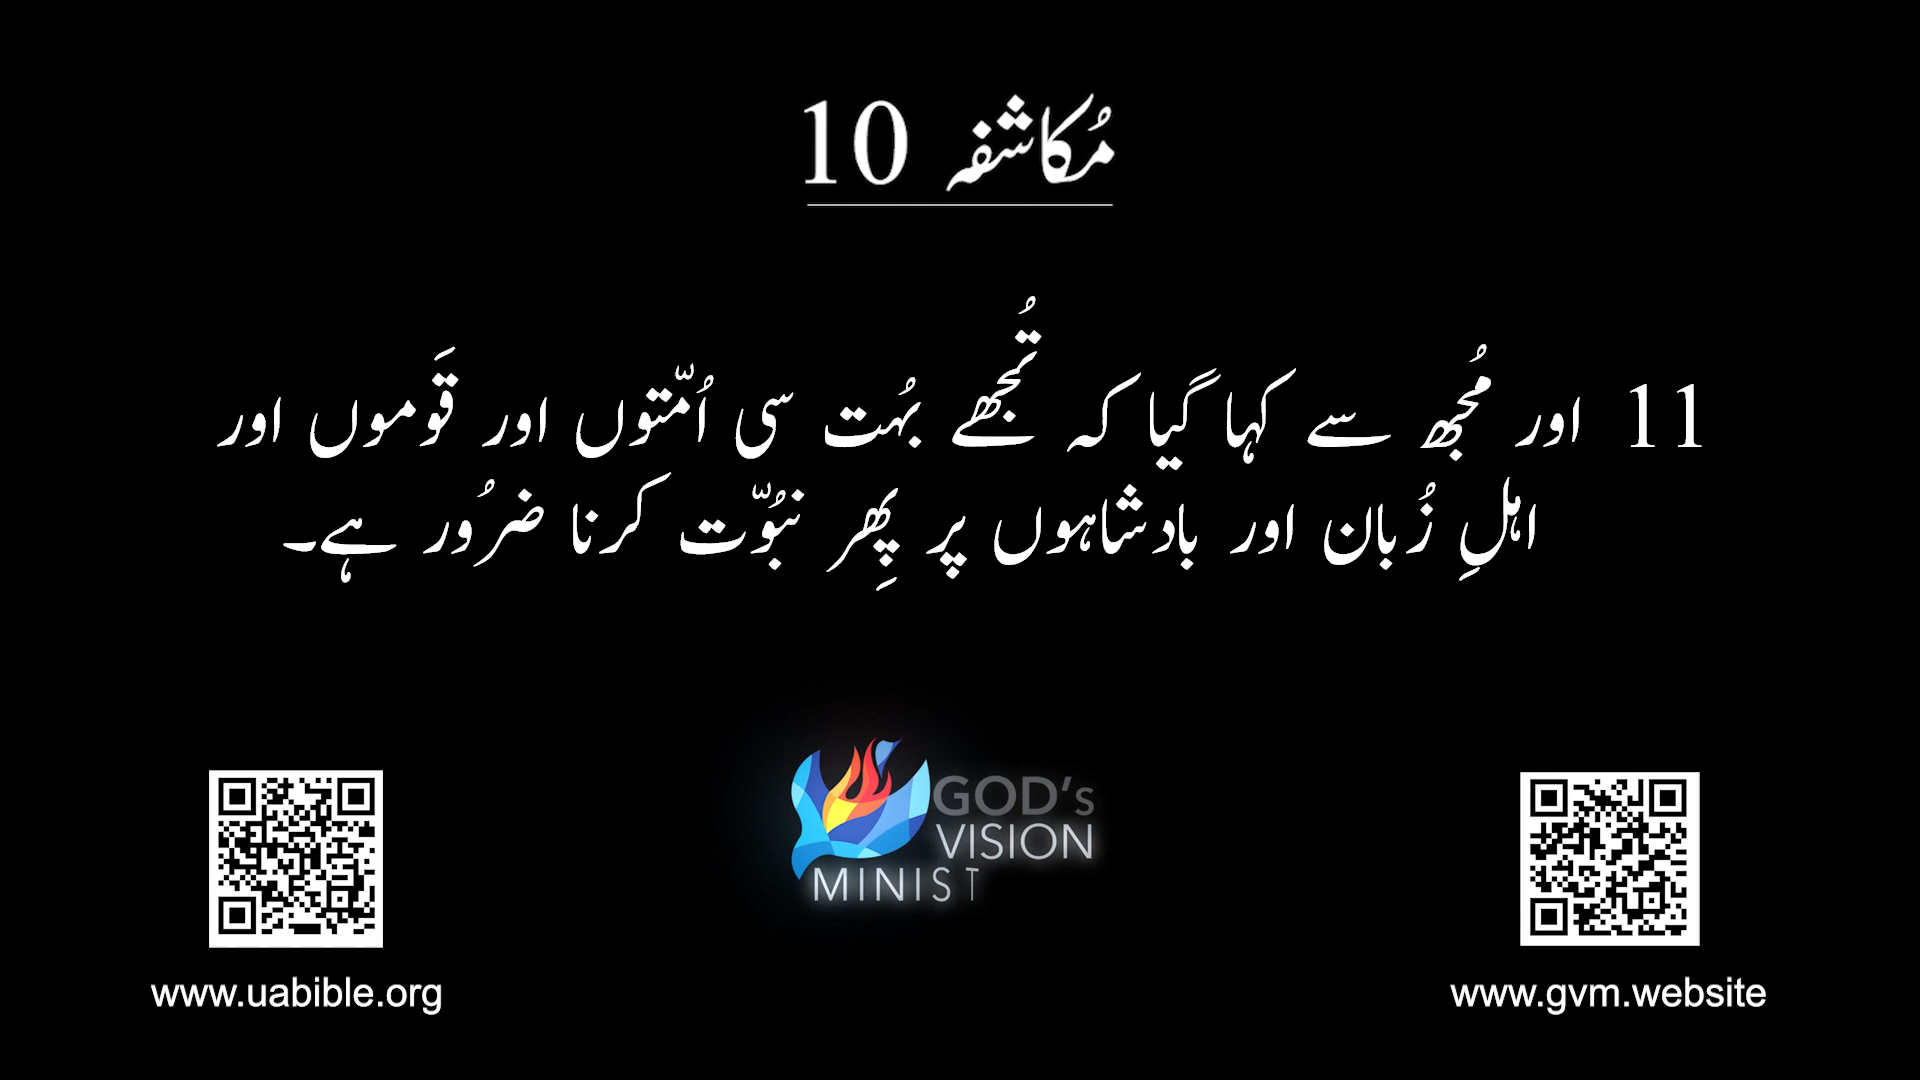 مُکاشفہ 10
11 اور مُجھ سے کہا گیا کہ تُجھے بہُت سی اُمّتوں اور قَوموں اور
اہلِ زُبان اور بادشاہوں پر پِھر نبُوّت کرنا ضرُور ہے۔
GOD's
VISION
MINIST
www.uabible.org
www.gvm.website